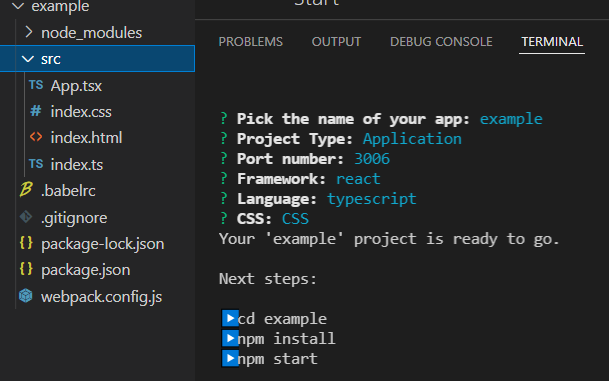 Start
example
node_modules
src
TS App.tsx
# index.css
<> index.html
TS index.ts
B .babelrc
.gitignore
{} package-lock.json
{} package.json
webpack.config.js
PROBLEMS OUTPUT DEBUG CONSOLE TERMINAL
? Pick the name of your app: example
? Project Type: Application
? Port number: 3006
? Framework: react
? Language: typescript
? CSS: CSS
Your 'example' project is ready to go.
Next steps:
▶cd example
▶npm install
▶npm start